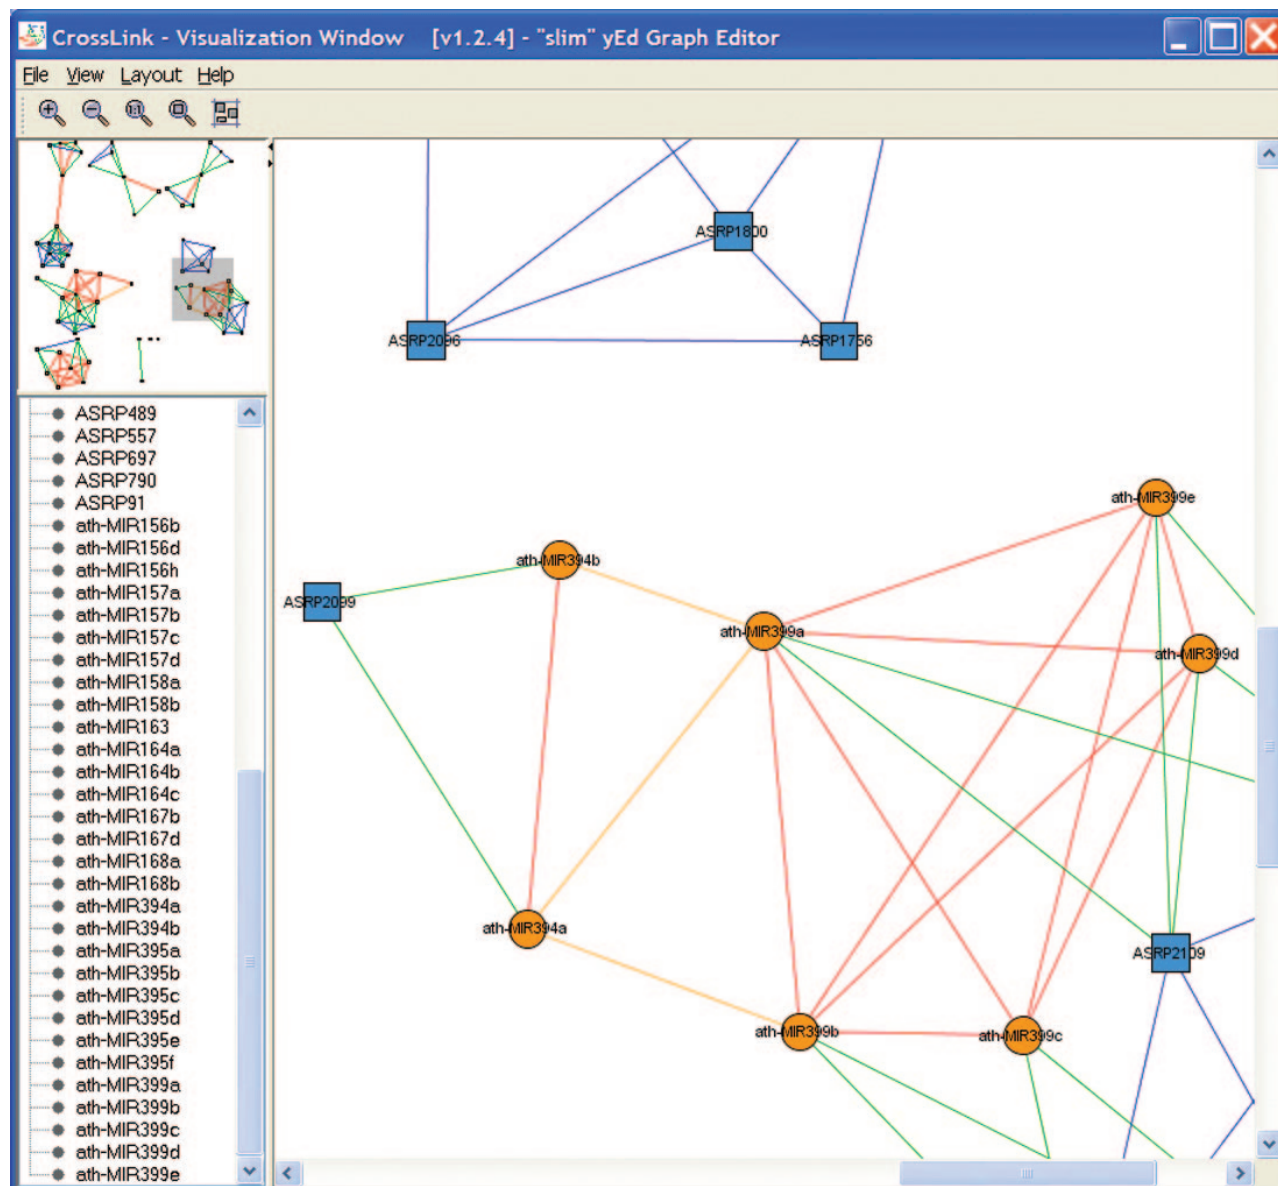 CrossLink - Visualization Window [v1.2.4] - "slim" yEd Graph Editor
File View Layout Help
1:1
ASRP489
ASRP557
ASRP697
ASRP790
ASRP91
ath-MIR156b
ath-MIR156d
ath-MIR156h
ath-MIR157a
ath-MIR157b
ath-MIR157c
ath-MIR157d
ath-MIR158a
ath-MIR158b
ath-MIR163
ath-MIR164a
ath-MIR164b
ath-MIR164c
ath-MIR167b
ath-MIR167d
ath-MIR168a
ath-MIR168b
ath-MIR394a
ath-MIR394b
ath-MIR395a
ath-MIR395b
ath-MIR395c
ath-MIR395d
ath-MIR395e
ath-MIR395f
ath-MIR399a
ath-MIR399b
ath-MIR399c
ath-MIR399d
ath-MIR399e
ASRP1800
ASRP2096
ASRP1756
ath-MIR399e
ath-MIR394b
ASRP2099
ath-MIR399a
ath-MIR399d
ath-MIR394a
ASRP2109
ath-MIR399b
ath-MIR399c